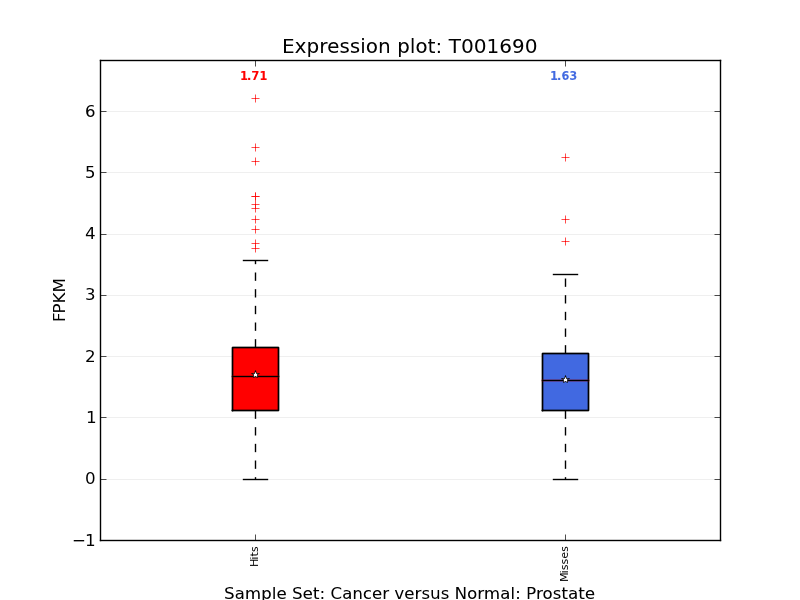 Expression plot: T001690
1.71
1.63
6
5
4
3
2
1
0
−1
FPKM
Hits
Misses
Sample Set: Cancer versus Normal: Prostate